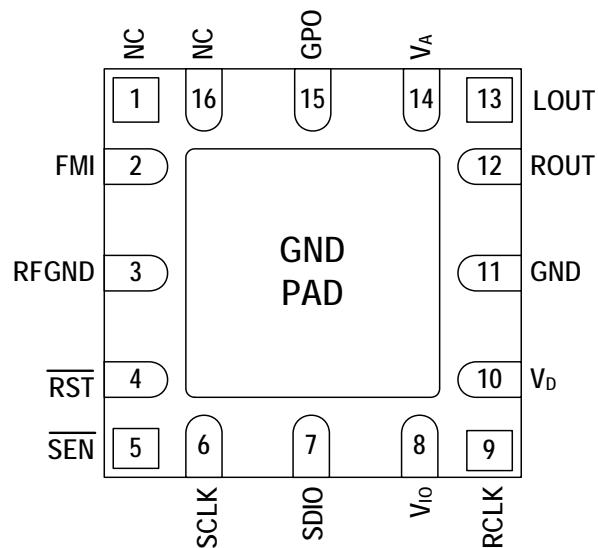 NC
NC
GPO
VA
1
16
15
14
13
LOUT
FMI
2
12
ROUT
RFGND
3
GND
PAD
11
GND
RST
4
10
VD
SEN
5
6
7
8
9
SCLK
SDIO
VIO
RCLK